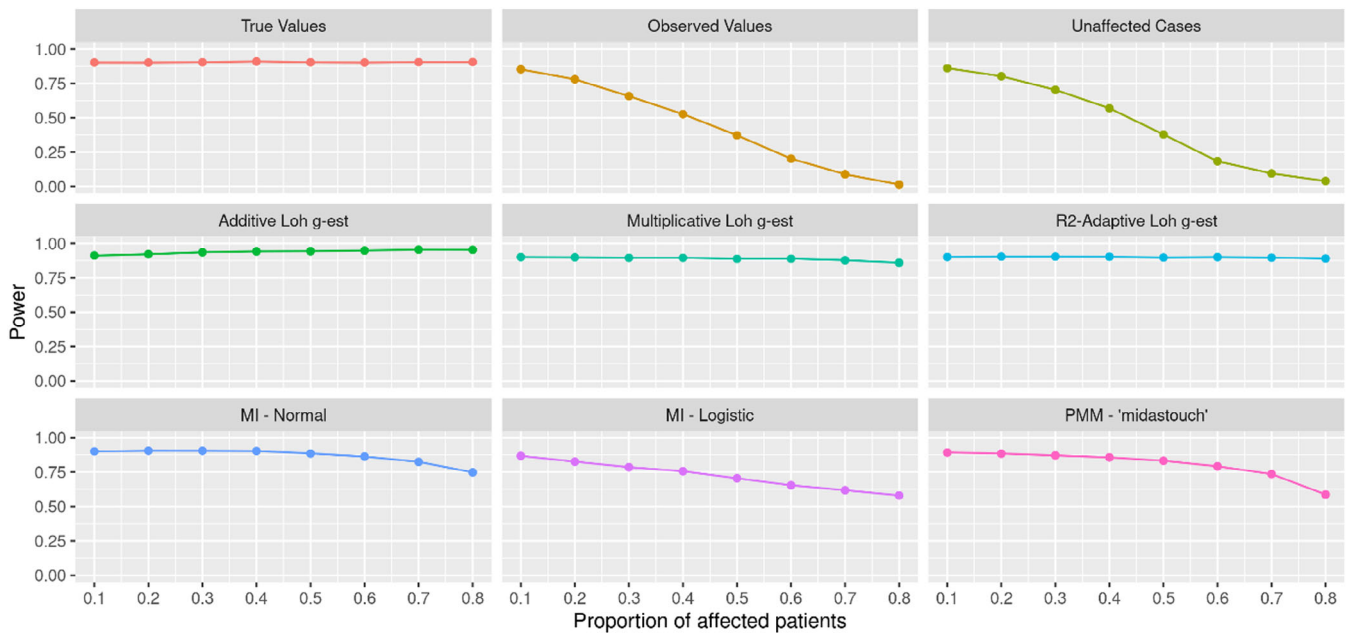 True Values
Observed Values
Unaffected Cases
1.00
0.75
0.50
0.25
0.00
Additive Loh g-est
Multiplicative Loh g-est
R2-Adaptive Loh g-est
1.00
0.75
0.50
0.25
0.00
Power
MI - Normal
MI - Logistic
PMM - 'midastouch'
1.00
0.75
0.50
0.25
0.00
0.1 0.2 0.3 0.4 0.5 0.6 0.7 0.8
0.1 0.2 0.3 0.4 0.5 0.6 0.7 0.8
0.1 0.2 0.3 0.4 0.5 0.6 0.7 0.8
Proportion of affected patients